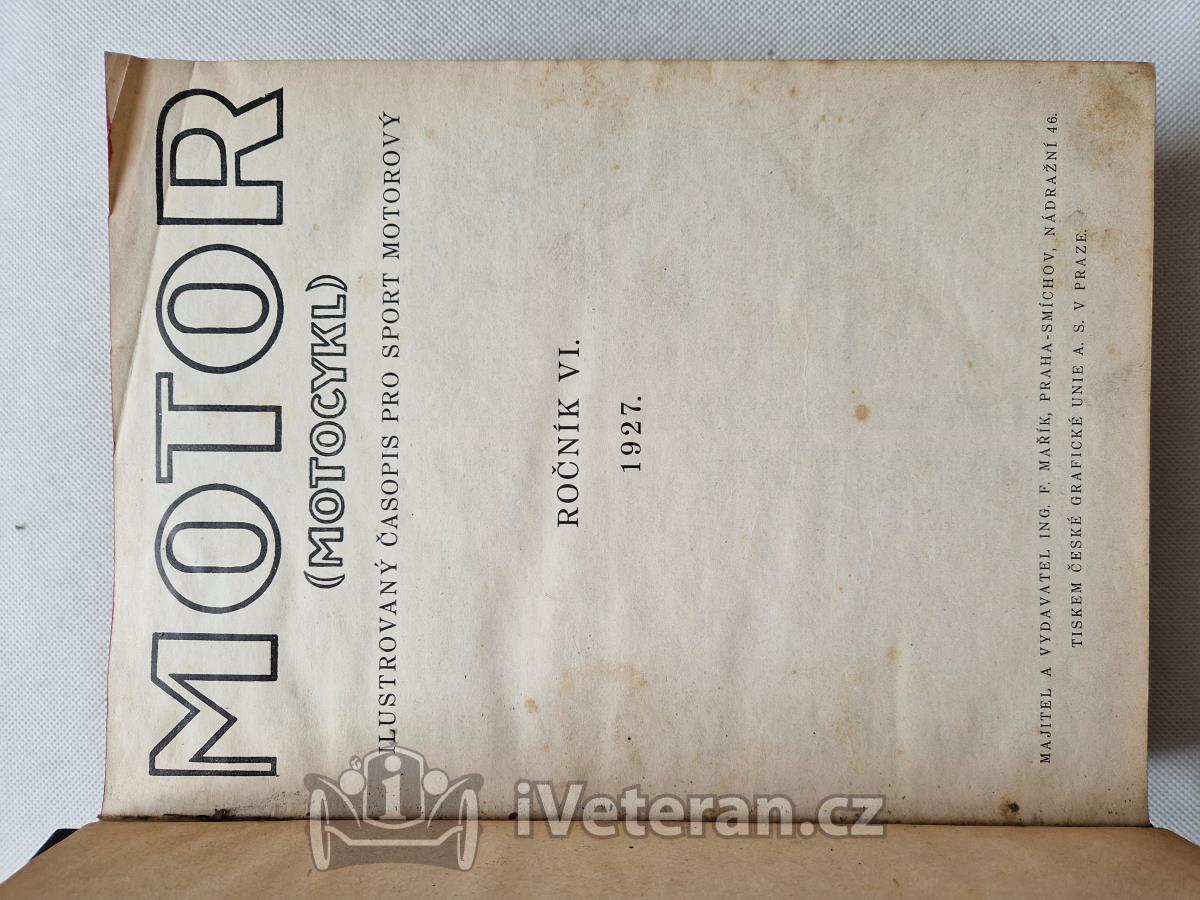 MOTOR
(MOTOCYKL)
ILUSTROVANÝ ČASOPIS PRO SPORT MOTOROVÝ
ROČNÍK VI.
1927.
MAJITEL A VYDAVATEL ING. F. MAŘÍK, PRAHA-SMÍCHOV, NÁDRAŽNÍ 46.
TISKEM ČESKÉ GRAFICKÉ UNIE A. S. V PRAZE.
iVeteran.cz